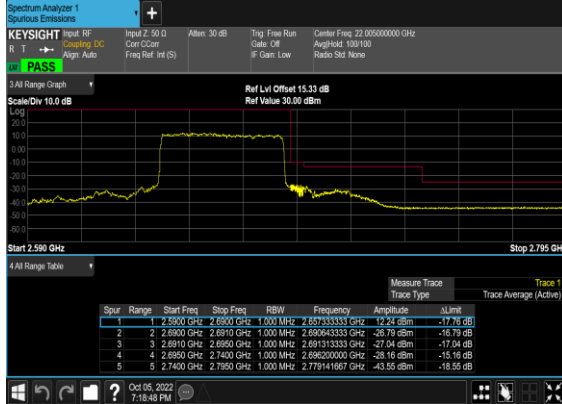 Spectrum Analyzer 1
Spurious Emissions
KEYSIGHT Input: RF Input Z: 50 Ω Atten: 30 dB Trig: Free Run Center Freq: 22.005000000 GHz
R T Coupling: DC Corr CCorr Gate: Off Avg|Hold: 100/100
Align: Auto Freq Ref: Int (S) IF Gain: Low Radio Std: None
PASS
3 All Range Graph
Ref Lvl Offset 15.33 dB
Scale/Div 10.0 dB Ref Value 30.00 dBm
Log
20.0
10.0
0.00
-10.0
-20.0
-30.0
-40.0
-50.0
-60.0
Start 2.590 GHz Stop 2.795 GH
4 All Range Table
Measure Trace Trace 1
Trace Type Trace Average (Active)
Spur Range Start Freq Stop Freq RBW Frequency Amplitude ΔLimit
1 1 2.5900 GHz 2.6900 GHz 1.000 MHz 2.657333333 GHz 12.24 dBm -17.76 dB
2 2 2.6900 GHz 2.6910 GHz 1.000 MHz 2.690643333 GHz -26.79 dBm -16.79 dB
3 3 2.6910 GHz 2.6950 GHz 1.000 MHz 2.691313333 GHz -27.04 dBm -17.04 dB
4 4 2.6950 GHz 2.7400 GHz 1.000 MHz 2.696200000 GHz -28.16 dBm -15.16 dB
5 5 2.7400 GHz 2.7950 GHz 1.000 MHz 2.779141667 GHz -43.55 dBm -18.55 dB
Oct 05, 2022
7:18:48 PM